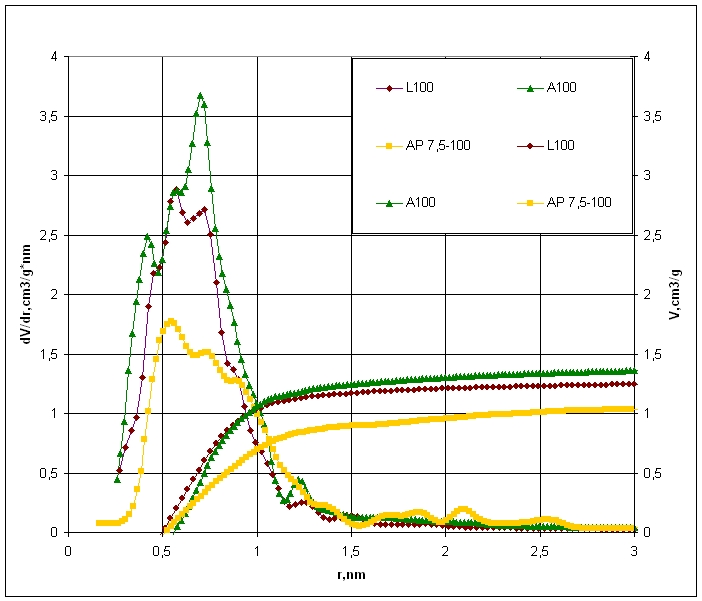 4 4
3,5 3,5
L100 A100
3 3
AP 7,5-100 L100
2,5 2,5
A100 AP 7,5-100
dV/dr,cm3/g*nm
V,cm3/g
2 2
1,5 1,5
1 1
0,5 0,5
0 0
0 0,5 1 1,5 2 2,5 3
r,nm